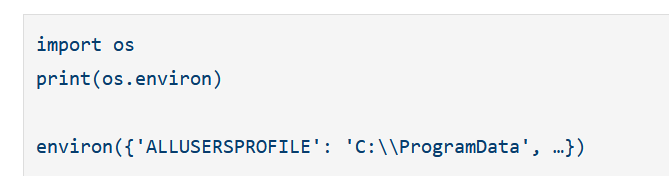 import os
print(os.environ)
environ({'ALLUSERSPROFILE': 'C:\\ProgramData', …})